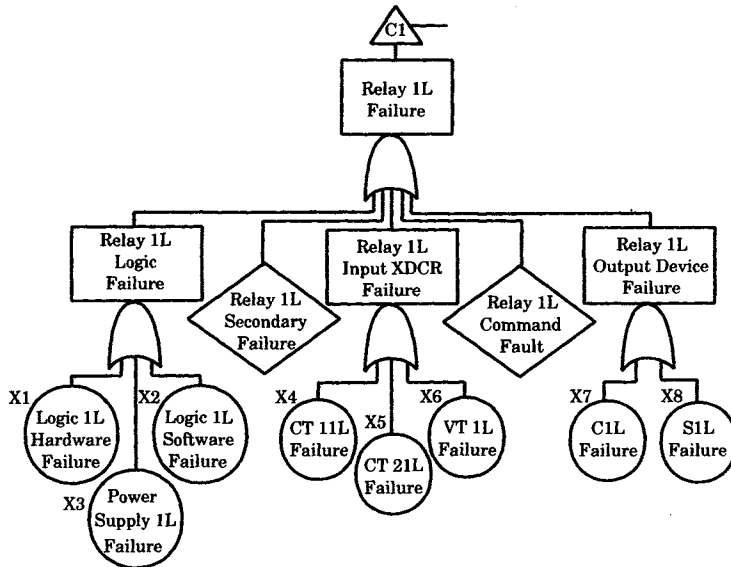 C1
Relay 1L
Failure
Relay 1L
Logic
Failure
Relay 1L
Secondary
Failure
Relay 1L
Input XDCR
Failure
Relay 1L
Command
Fault
Relay 1L
Output Device
Failure
X1
Logic 1L
Hardware
Failure
X2
Logic 1L
Software
Failure
X3
Power
Supply 1L
Failure
X4
CT 11L
Failure
X5
CT 21L
Failure
X6
VT 1L
Failure
X7
C1L
Failure
X8
S1L
Failure